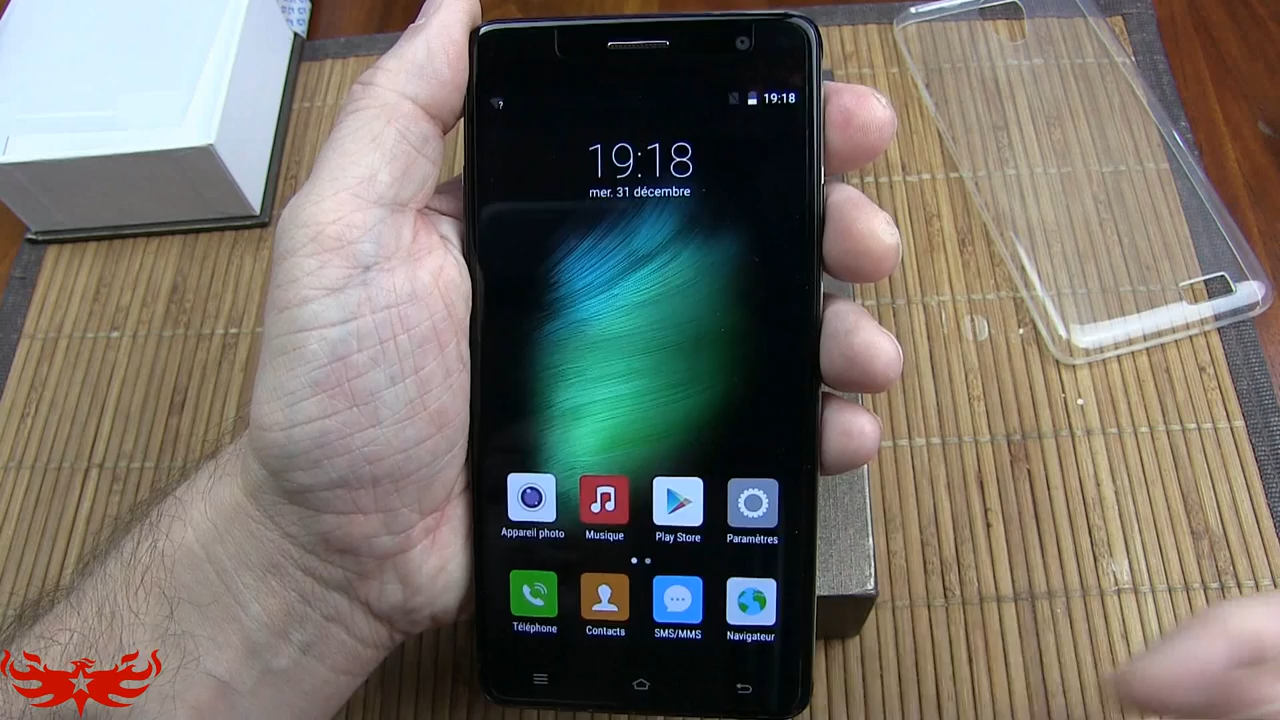 19:18
19:18
mer. 31 décembre
Appareil photo
Musique
Play Store
Paramètres
Téléphone
Contacts
SMS/MMS
Navigateur